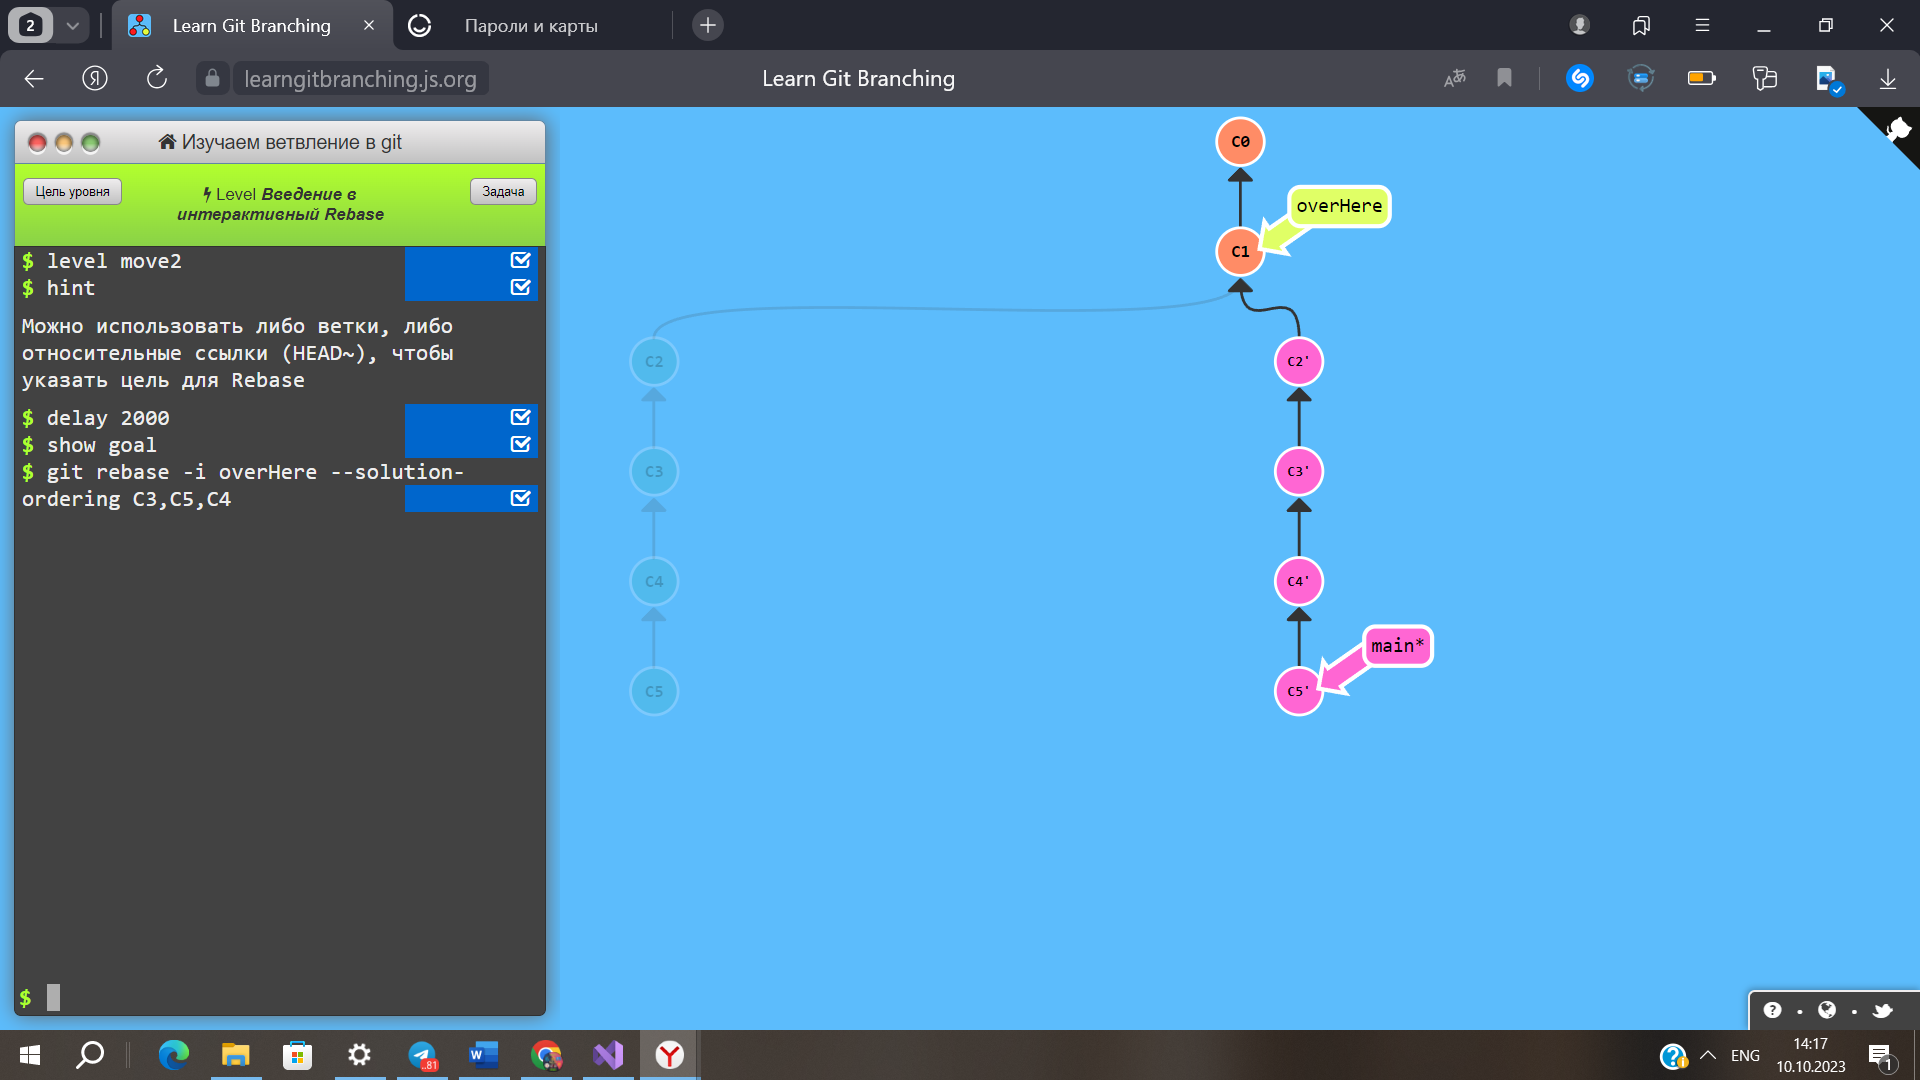 2
Learn Git Branching
Пароли и карты
learngitbranching.js.org
Learn Git Branching
Изучаем ветвление в git
Цель уровня
Level Введение в
интерактивный Rebase
Задача
$ level move2
$ hint
Можно использовать либо ветки, либо
относительные ссылки (HEAD~), чтобы
указать цель для Rebase
$ delay 2000
$ show goal
$ git rebase -i overHere --solution-
ordering C3,C5,C4
$
C0
overHere
C1
C2
C2'
C3
C3'
C4
C4'
main*
C5
C5'
81
ENG
14:17
10.10.2023
1